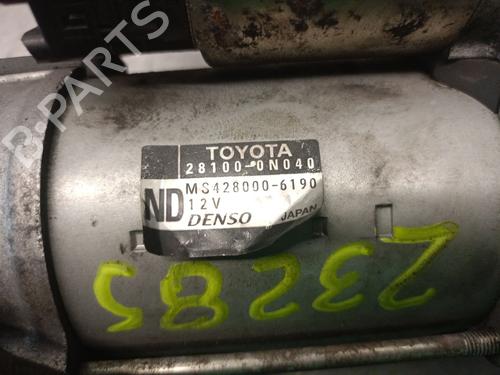 B-PARTS
TOYOTA
28100-0N040
MS428000-6190
12V
ND DENSO JAPAN
23285